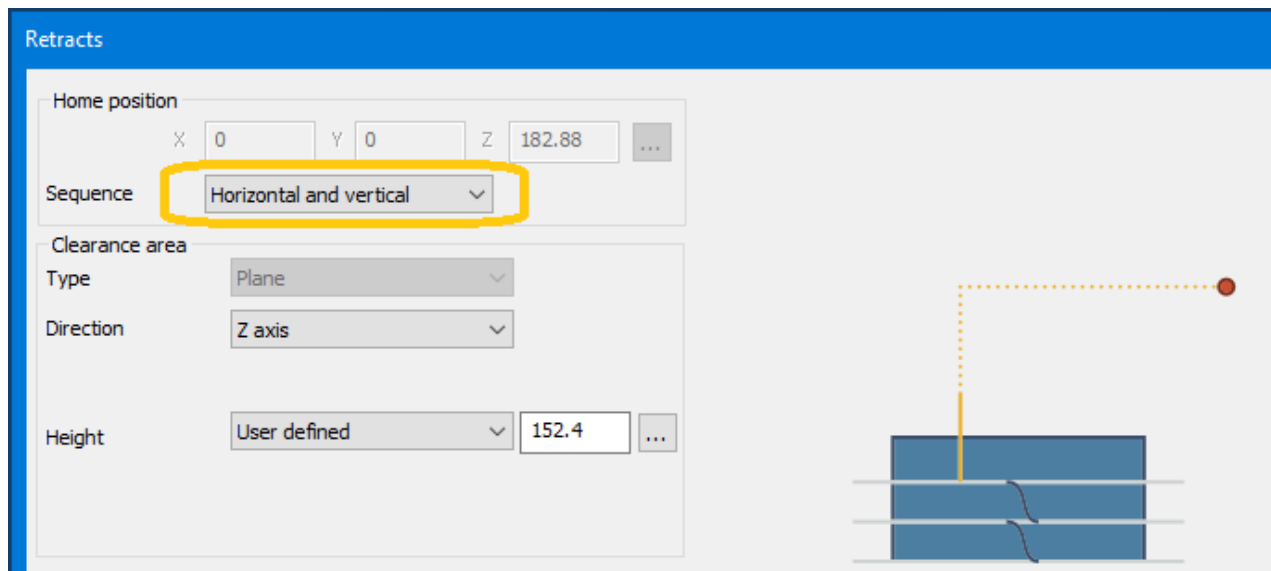 Retracts
Home position
X 0 Y 0 Z 182.88 ...
Sequence Horizontal and vertical
Clearance area
Type Plane
Direction Z axis
Height User defined 152.4 ...